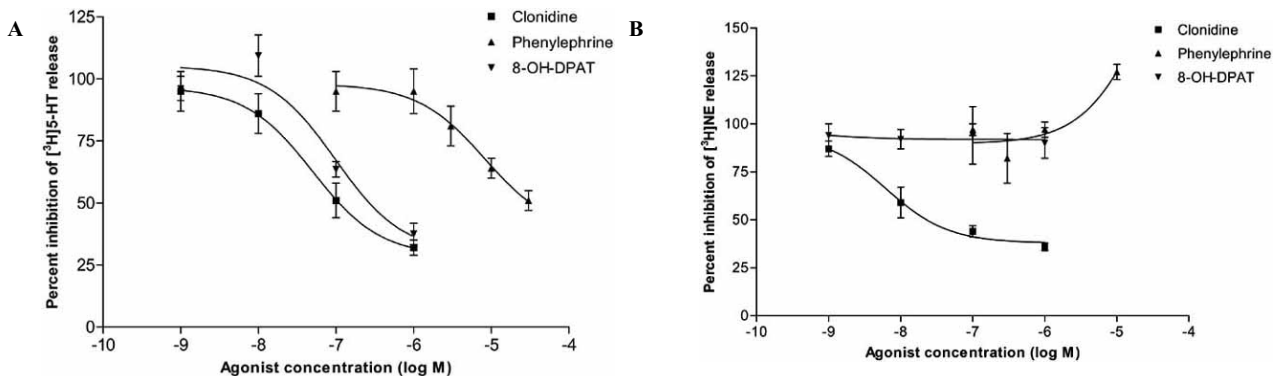 A
Percent inhibition of [³H]5-HT release
125
100
75
50
25
0
-10
-9
-8
-7
-6
-5
-4
Agonist concentration (log M)
Clonidine
Phenylephrine
8-OH-DPAT
B
Percent inhibition of [³H]NE release
150
125
100
75
50
25
0
-10
-9
-8
-7
-6
-5
-4
Agonist concentration (log M)
Clonidine
Phenylephrine
8-OH-DPAT